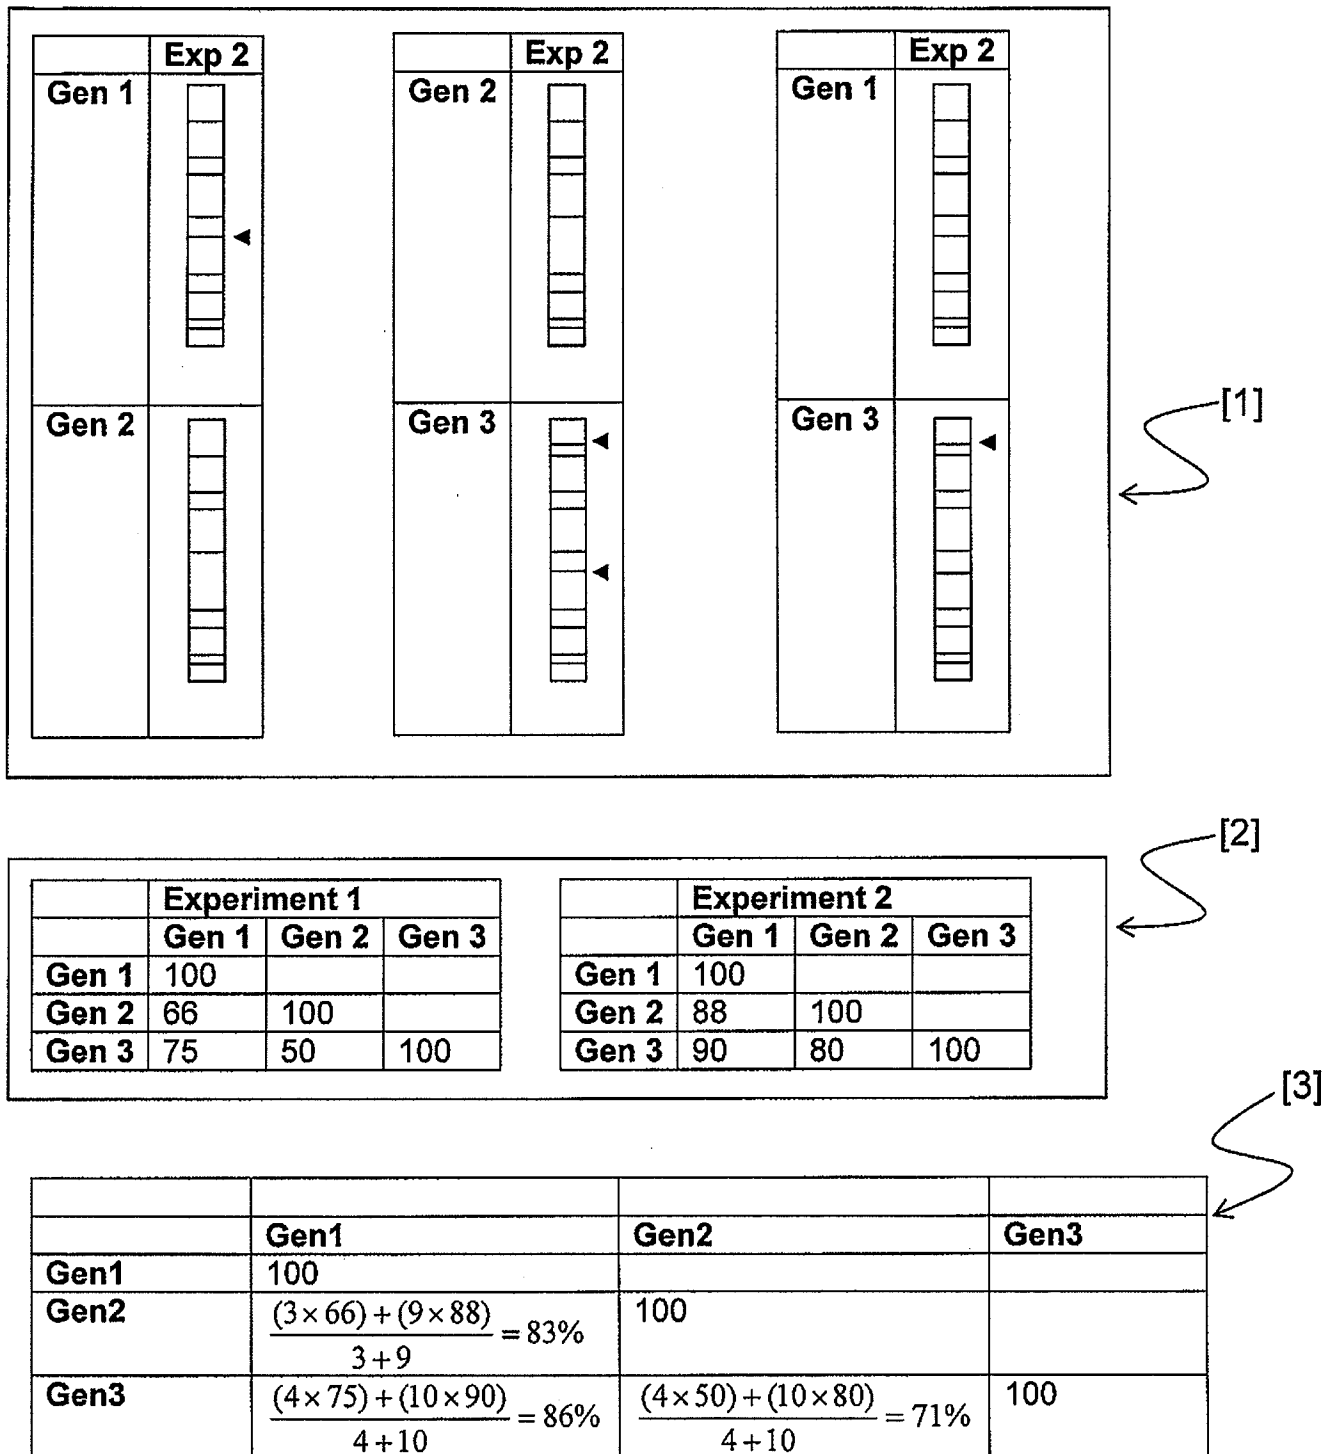 Exp 2
Gen 1
Gen 2
Exp 2
Gen 2
Gen 3
Exp 2
Gen 1
Gen 3
[1]
[2]
Experiment 1
Gen 1 Gen 2 Gen 3
Gen 1 100
Gen 2 66 100
Gen 3 75 50 100
Experiment 2
Gen 1 Gen 2 Gen 3
Gen 1 100
Gen 2 88 100
Gen 3 90 80 100
[3]
Gen1 Gen2 Gen3
Gen1 100
Gen2 (3×66)+(9×88) / 3+9 = 83% 100
Gen3 (4×75)+(10×90) / 4+10 = 86% (4×50)+(10×80) / 4+10 = 71% 100